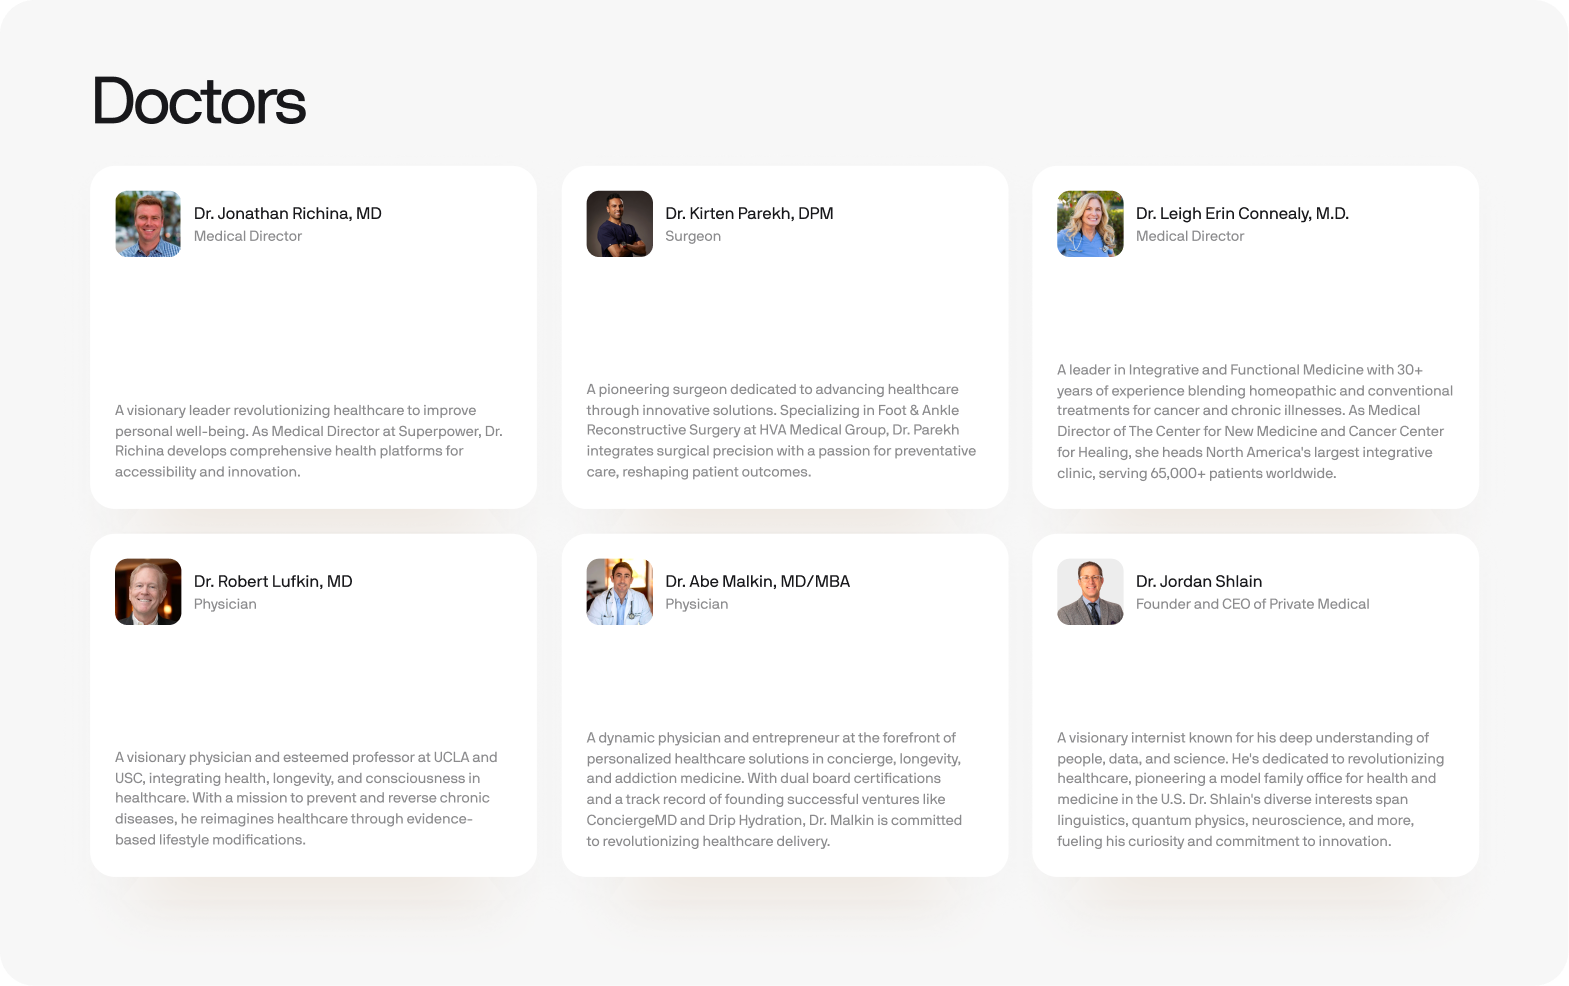 Doctors
Dr. Jonathan Richina, MD
Medical Director
A visionary leader revolutionizing healthcare to improve
personal well-being. As Medical Director at Superpower, Dr.
Richina develops comprehensive health platforms for
accessibility and innovation.
Dr. Kirten Parekh, DPM
Surgeon
A pioneering surgeon dedicated to advancing healthcare
through innovative solutions. Specializing in Foot & Ankle
Reconstructive Surgery at HVA Medical Group, Dr. Parekh
integrates surgical precision with a passion for preventative
care, reshaping patient outcomes.
Dr. Leigh Erin Connealy, M.D.
Medical Director
A leader in Integrative and Functional Medicine with 30+
years of experience blending homeopathic and conventional
treatments for cancer and chronic illnesses. As Medical
Director of The Center for New Medicine and Cancer Center
for Healing, she heads North America's largest integrative
clinic, serving 65,000+ patients worldwide.
Dr. Robert Lufkin, MD
Physician
A visionary physician and esteemed professor at UCLA and
USC, integrating health, longevity, and consciousness in
healthcare. With a mission to prevent and reverse chronic
diseases, he reimagines healthcare through evidence-
based lifestyle modifications.
Dr. Abe Malkin, MD/MBA
Physician
A dynamic physician and entrepreneur at the forefront of
personalized healthcare solutions in concierge, longevity,
and addiction medicine. With dual board certifications
and a track record of founding successful ventures like
ConciergeMD and Drip Hydration, Dr. Malkin is committed
to revolutionizing healthcare delivery.
Dr. Jordan Shlain
Founder and CEO of Private Medical
A visionary internist known for his deep understanding of
people, data, and science. He's dedicated to revolutionizing
healthcare, pioneering a model family office for health and
medicine in the U.S. Dr. Shlain's diverse interests span
linguistics, quantum physics, neuroscience, and more,
fueling his curiosity and commitment to innovation.